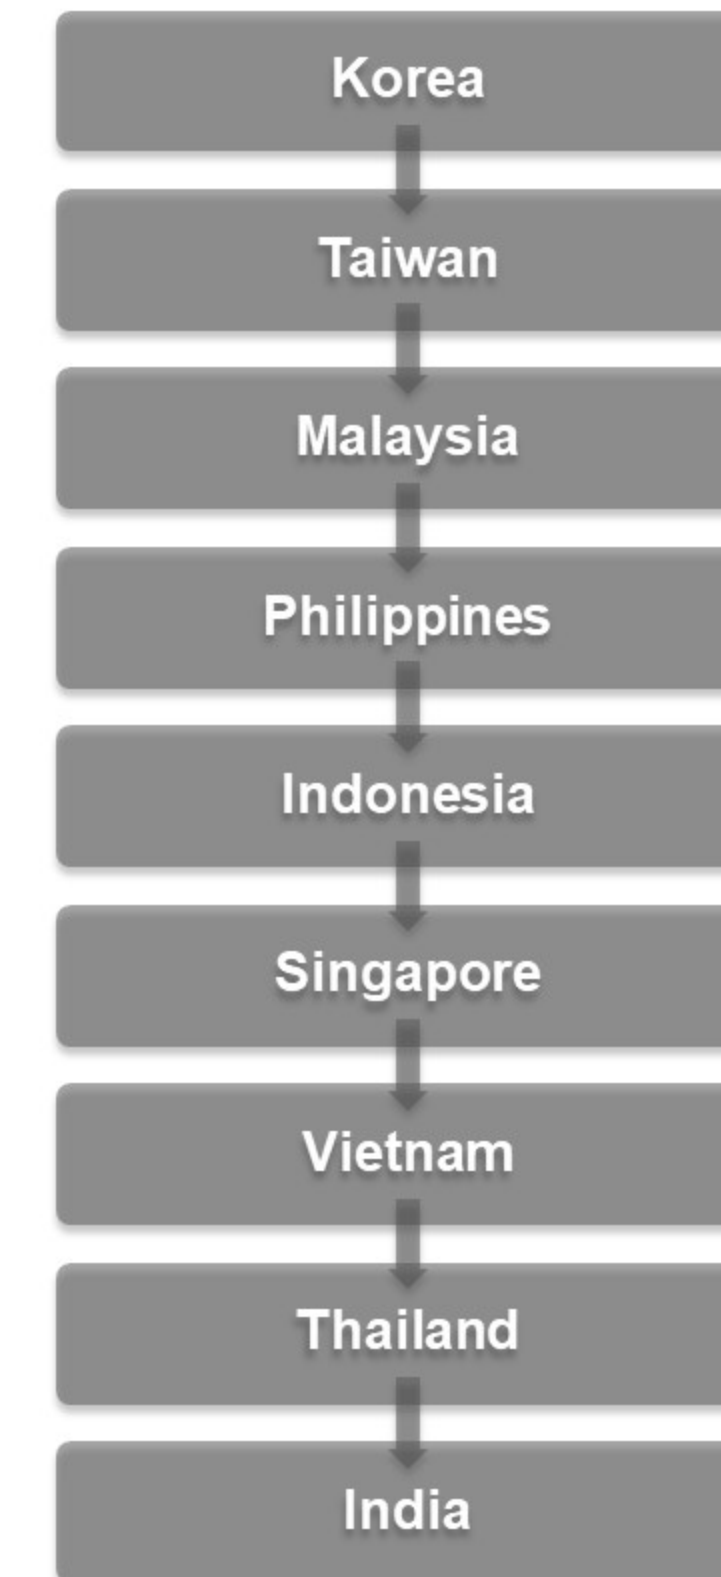 Korea
Taiwan
Malaysia
Philippines
Indonesia
Singapore
Vietnam
Thailand
India